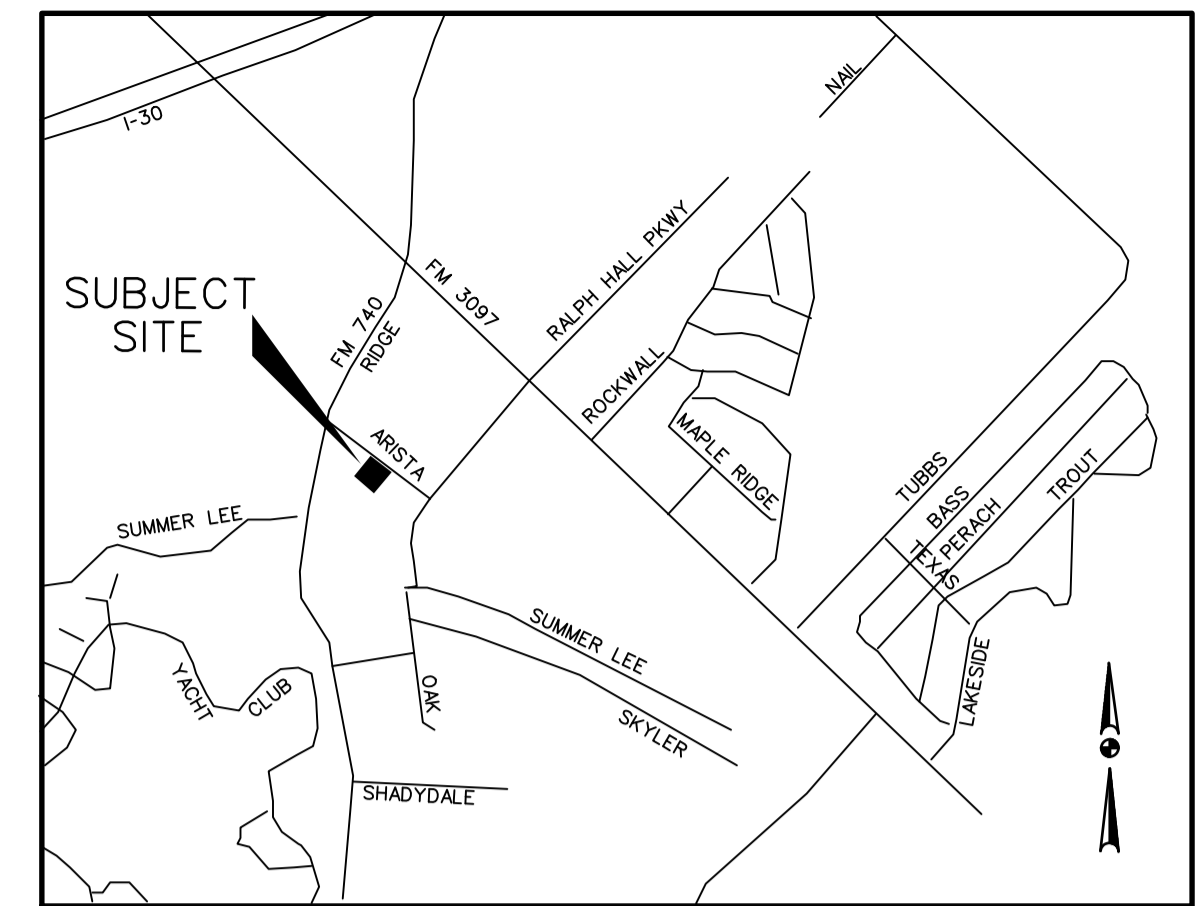 NAIL
I-30
RALPH HALL PKWY
FM 3097
SUBJECT
SITE
FM 740
RIDGE
ROCKWALL
ARISTA
MAPLE RIDGE
TUBBS
BASS
PERACH
TROUT
TEXAS
SUMMER LEE
SUMMER LEE
LAKESIDE
YACHT
CLUB
OAK
SKYLER
SHADYDALE